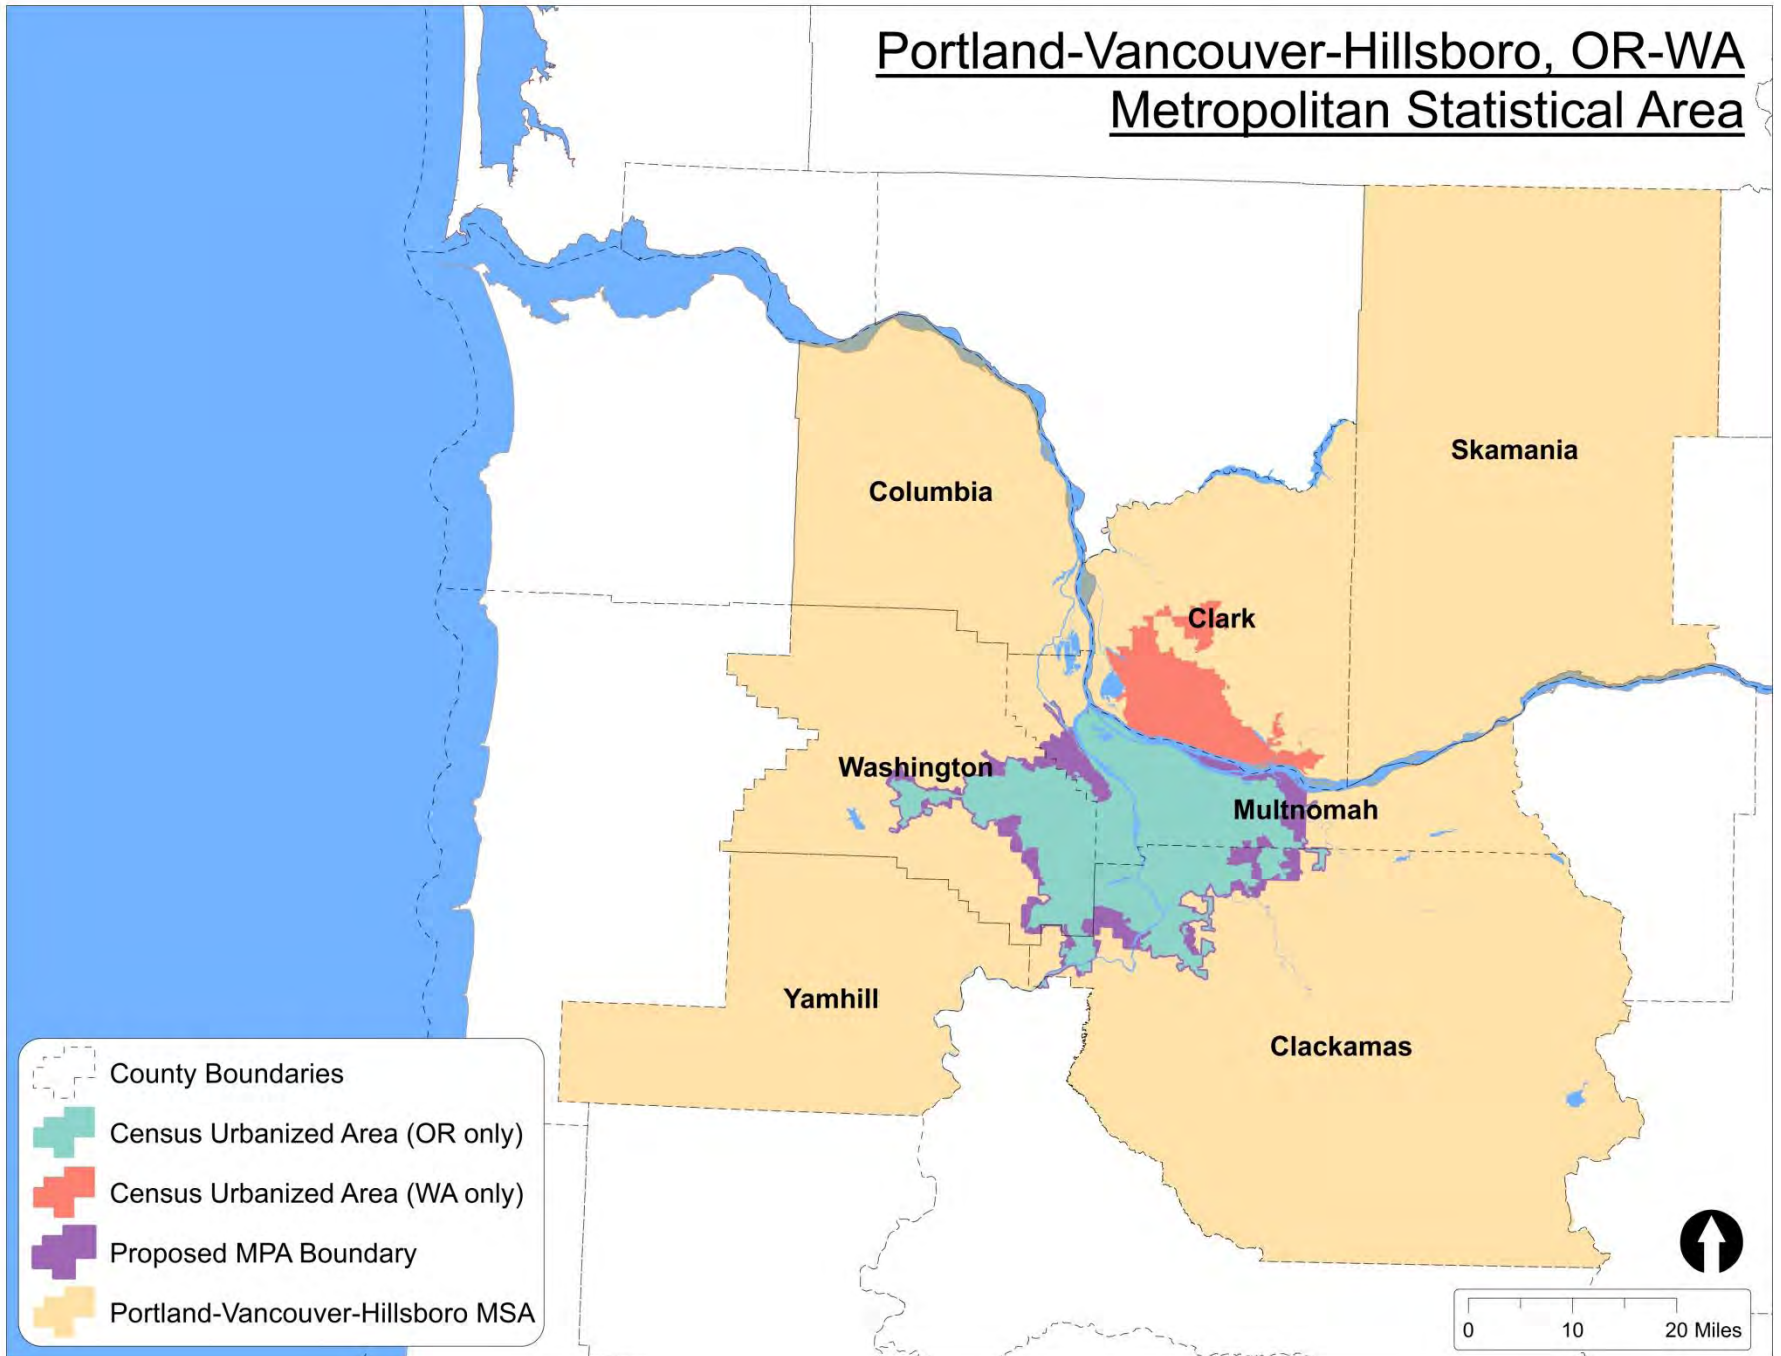 Portland-Vancouver-Hillsboro, OR-WA
Metropolitan Statistical Area
Skamania
Columbia
Clark
Washington
Multnomah
Yamhill
Clackamas
County Boundaries
Census Urbanized Area (OR only)
Census Urbanized Area (WA only)
Proposed MPA Boundary
Portland-Vancouver-Hillsboro MSA
0 10 20 Miles